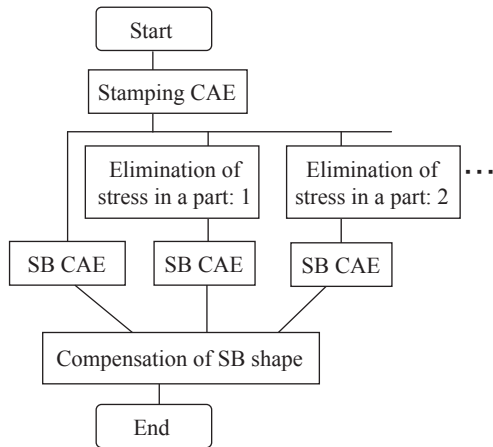 Start
Stamping CAE
Elimination of
stress in a part: 1
Elimination of
stress in a part: 2
...
SB CAE
SB CAE
SB CAE
Compensation of SB shape
End